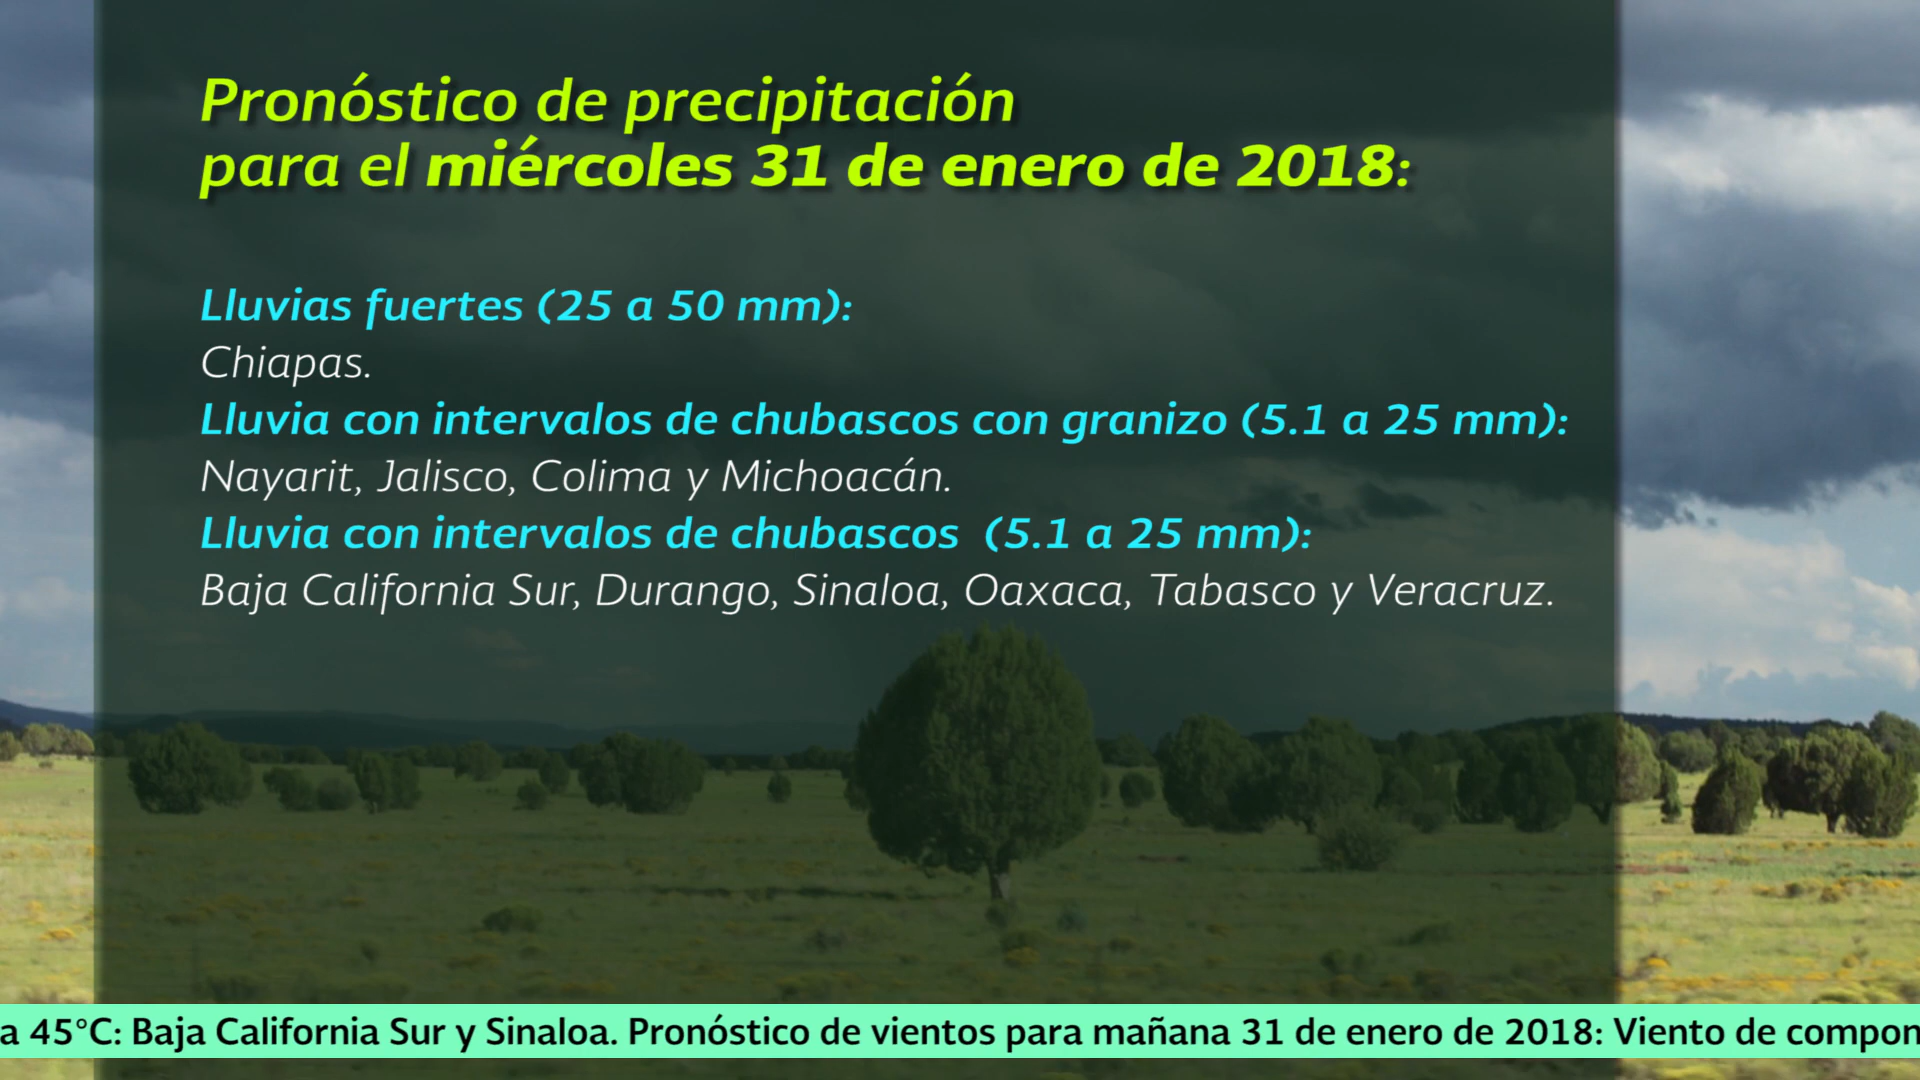 Pronóstico de precipitación
para el miércoles 31 de enero de 2018:
Lluvias fuertes (25 a 50 mm):
Chiapas.
Lluvia con intervalos de chubascos con granizo (5.1 a 25 mm):
Nayarit, Jalisco, Colima y Michoacán.
Lluvia con intervalos de chubascos (5.1 a 25 mm):
Baja California Sur, Durango, Sinaloa, Oaxaca, Tabasco y Veracruz.
a 45°C: Baja California Sur y Sinaloa. Pronóstico de vientos para mañana 31 de enero de 2018: Viento de compon